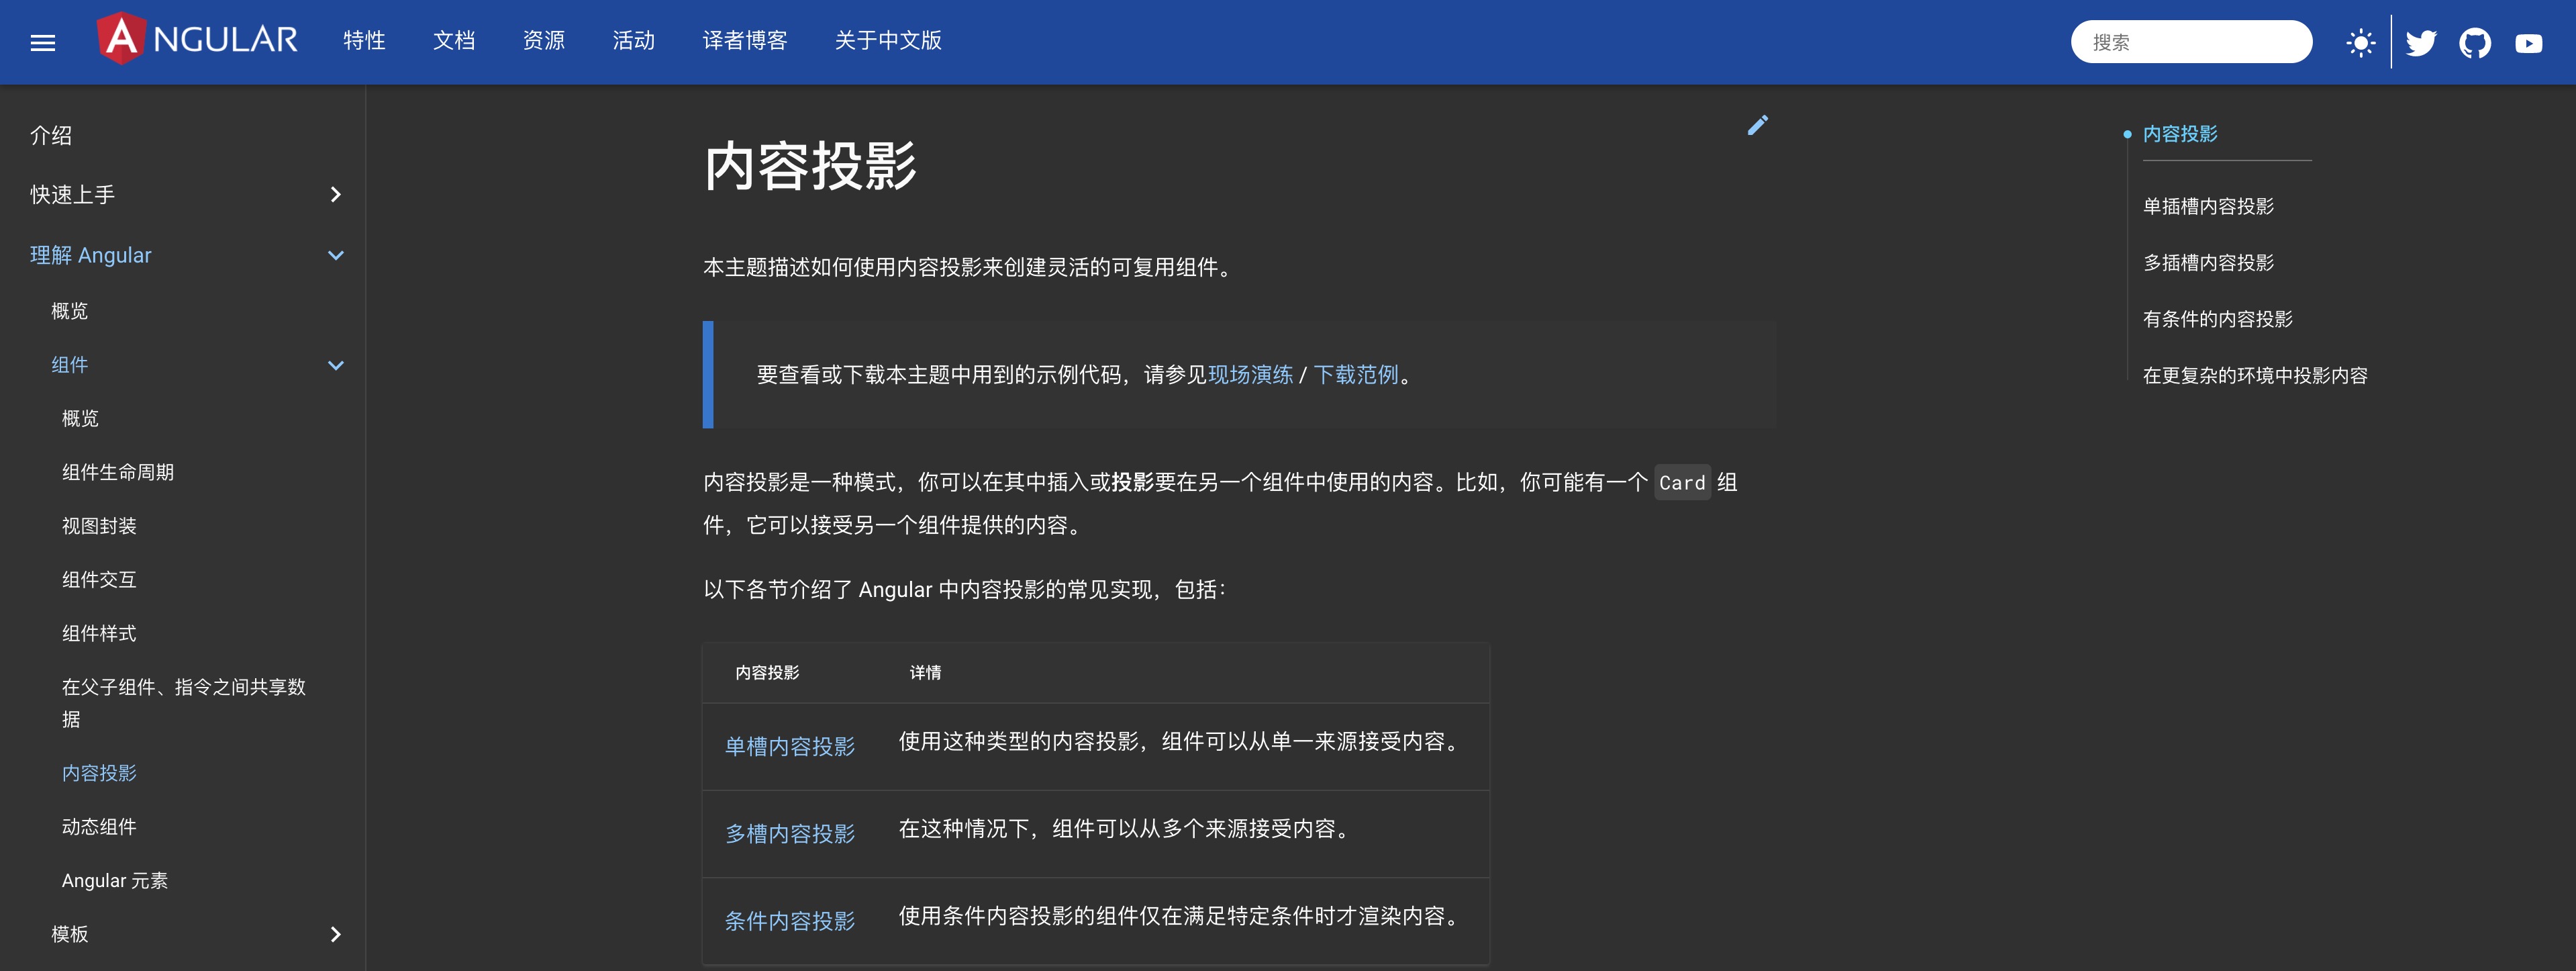 ANGULAR
特性
文档
资源
活动
译者博客
关于中文版
搜索
介绍
快速上手
理解 Angular
概览
组件
概览
组件生命周期
视图封装
组件交互
组件样式
在父子组件、指令之间共享数
据
内容投影
动态组件
Angular 元素
模板
内容投影
本主题描述如何使用内容投影来创建灵活的可复用组件。
要查看或下载本主题中用到的示例代码，请参见现场演练 / 下载范例。
内容投影是一种模式，你可以在其中插入或投影要在另一个组件中使用的内容。比如，你可能有一个 Card 组
件，它可以接受另一个组件提供的内容。
以下各节介绍了 Angular 中内容投影的常见实现，包括：
内容投影 详情
单槽内容投影 使用这种类型的内容投影，组件可以从单一来源接受内容。
多槽内容投影 在这种情况下，组件可以从多个来源接受内容。
条件内容投影 使用条件内容投影的组件仅在满足特定条件时才渲染内容。
内容投影
单插槽内容投影
多插槽内容投影
有条件的内容投影
在更复杂的环境中投影内容